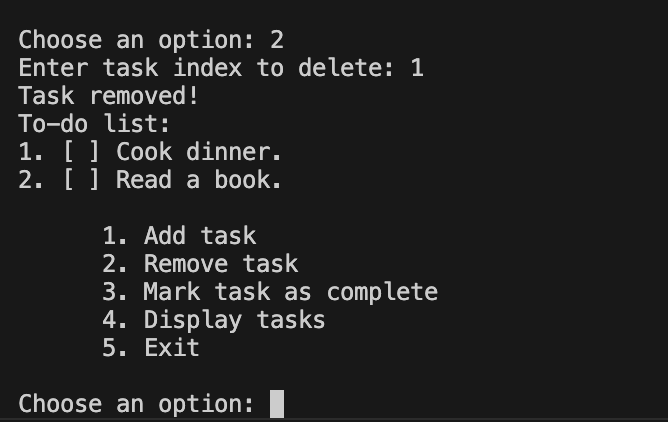 Choose an option: 2
Enter task index to delete: 1
Task removed!
To-do list:
1. [ ] Cook dinner.
2. [ ] Read a book.
1. Add task
2. Remove task
3. Mark task as complete
4. Display tasks
5. Exit
Choose an option: